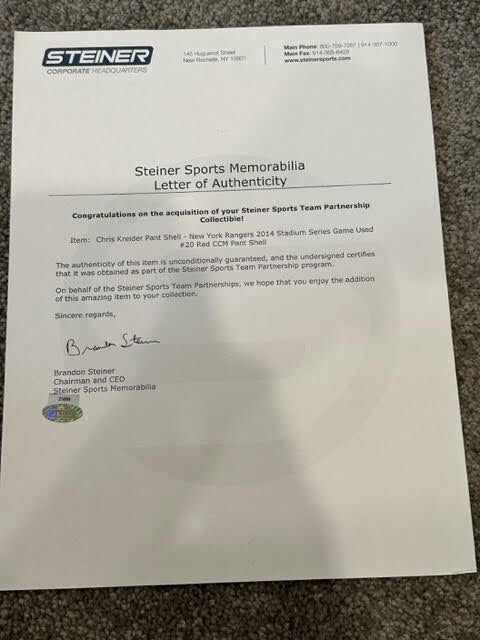 STEINER
CORPORATE HEADQUARTERS
145 Huguenot Street
New Rochelle, NY 10801
Main Phone: 800-759-7267 | 914-307-1000
Main Fax: 914-365-6428
www.steinersports.com
Steiner Sports Memorabilia
Letter of Authenticity
Congratulations on the acquisition of your Steiner Sports Team Partnership
Collectible!
Item: Chris Kreider Pant Shell - New York Rangers 2014 Stadium Series Game Used
#20 Red CCM Pant Shell
The authenticity of this item is unconditionally guaranteed, and the undersigned certifies
that it was obtained as part of the Steiner Sports Team Partnership program.
On behalf of the Steiner Sports Team Partnerships, we hope that you enjoy the addition
of this amazing item to your collection.
Sincere regards,
Brandon Stein
Brandon Steiner
Chairman and CEO
Steiner Sports Memorabilia